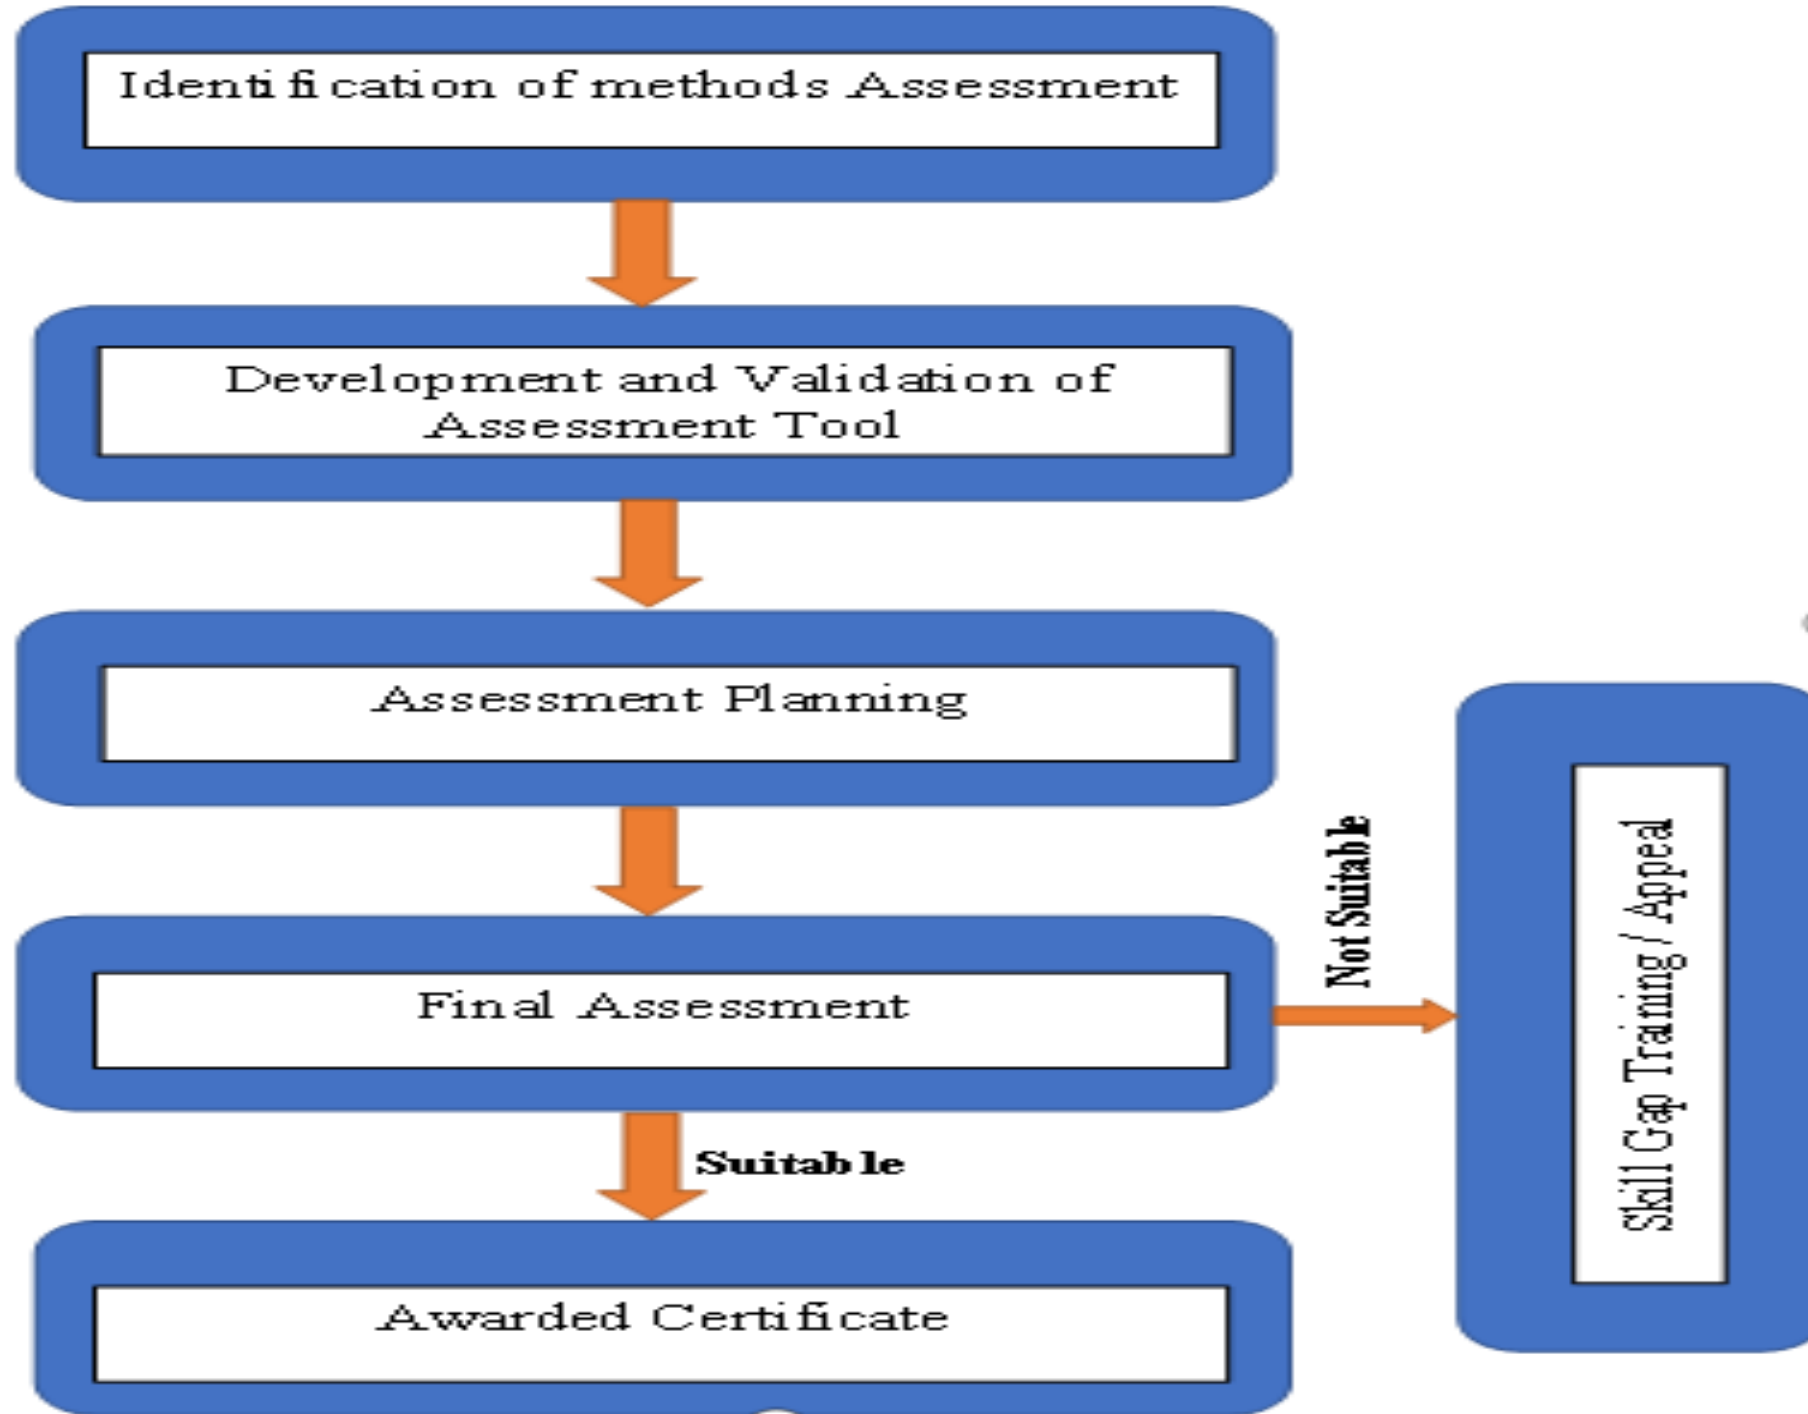 Identification of methods Assessment
Development and Validation of
Assessment Tool
Assessment Planning
Final Assessment
Not Suitable
Skill Gap Training / Appeal
Suitable
Awarded Certificate